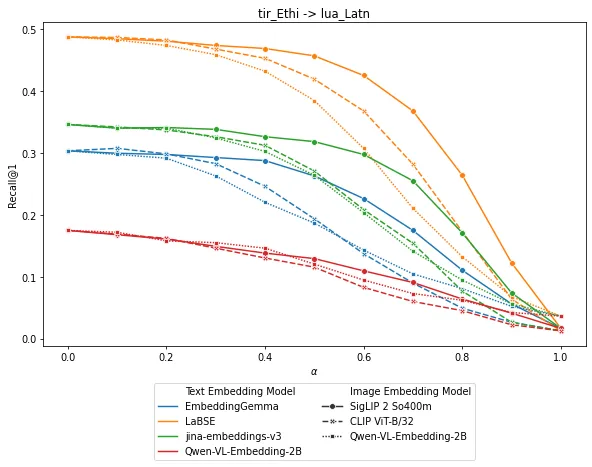 tir_Ethi -> lua_Latn
Recall@1
0.5
0.4
0.3
0.2
0.1
0.0
0.0 0.2 0.4 0.6 0.8 1.0
α
Text Embedding Model
EmbeddingGemma
LaBSE
jina-embeddings-v3
Qwen-VL-Embedding-2B
Image Embedding Model
SigLIP 2 So400m
CLIP ViT-B/32
Qwen-VL-Embedding-2B